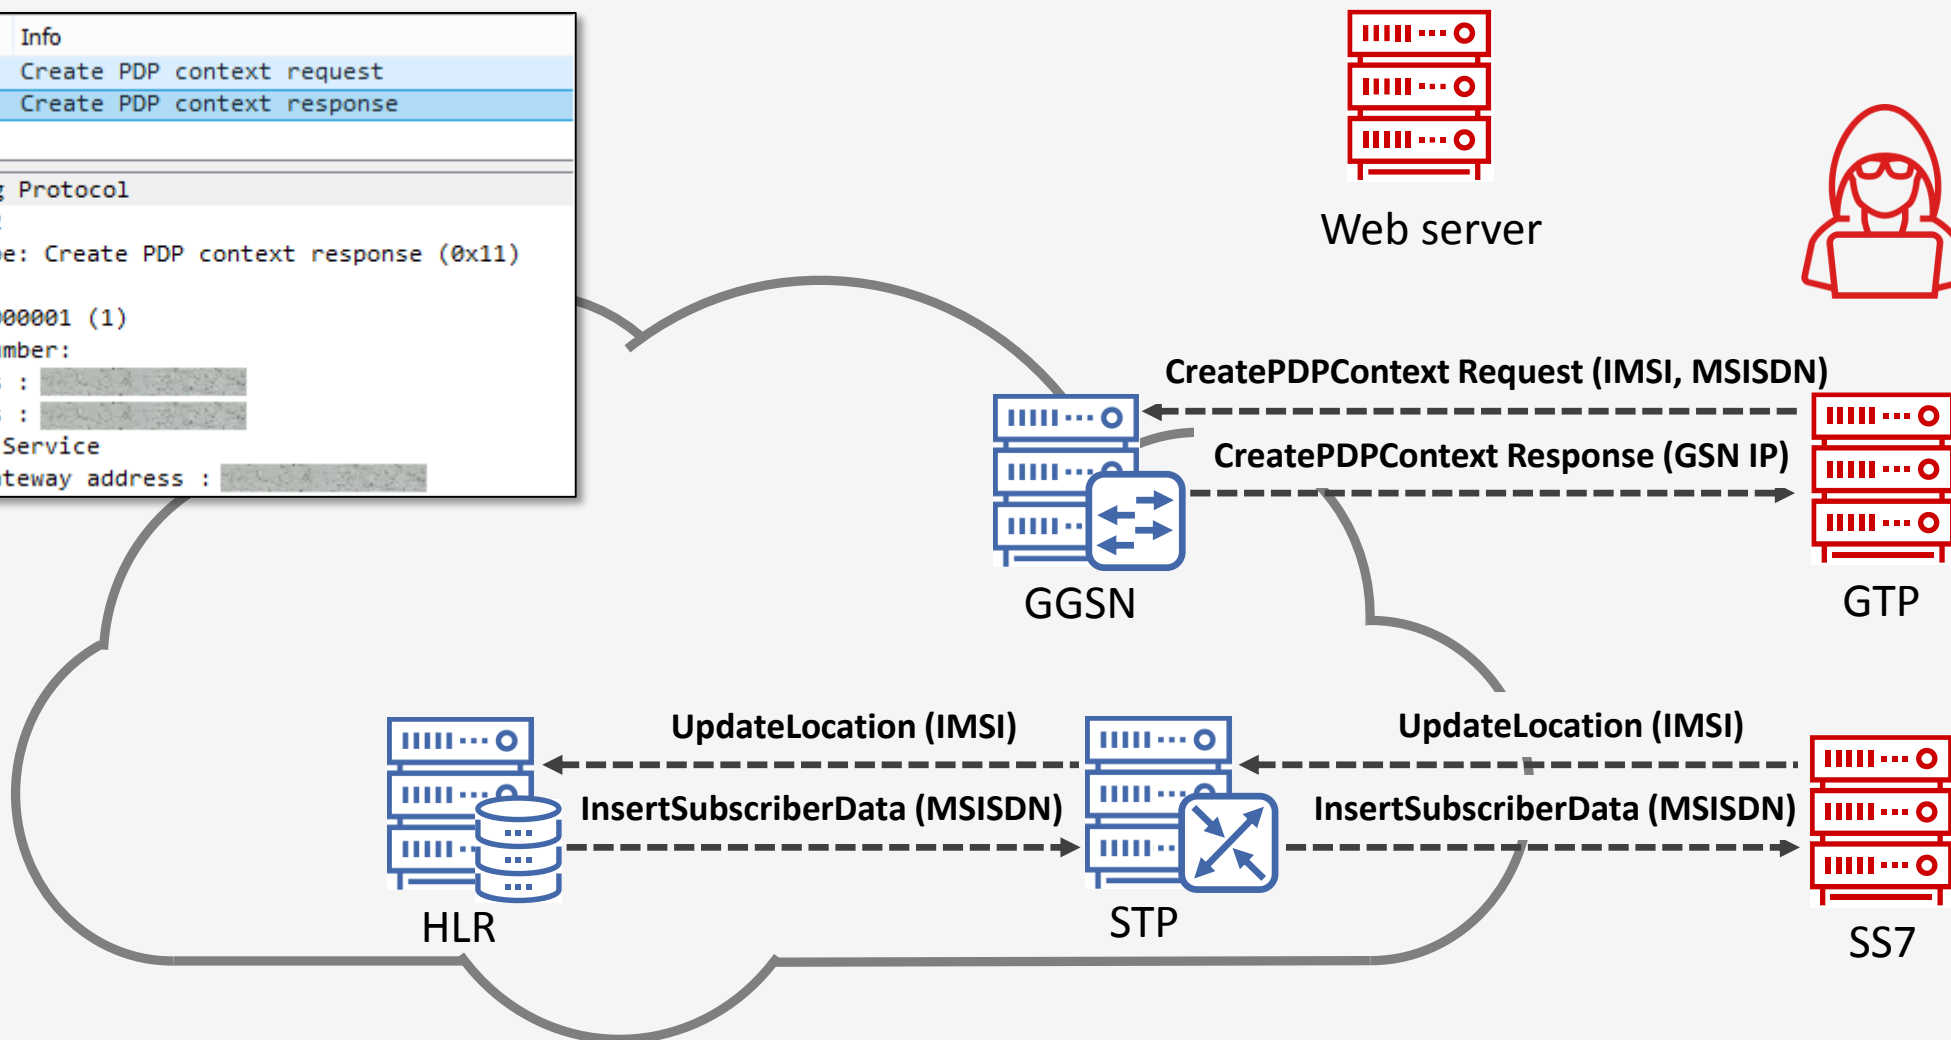 Info
Create PDP context request
Create PDP context response
Protocol
: Create PDP context response (0x11)
000001 (1)
:
:
:
Service
address :
Web server
CreatePDPContext Request (IMSI, MSISDN)
CreatePDPContext Response (GSN IP)
GGSN
GTP
UpdateLocation (IMSI)
UpdateLocation (IMSI)
InsertSubscriberData (MSISDN)
InsertSubscriberData (MSISDN)
HLR
STP
SS7